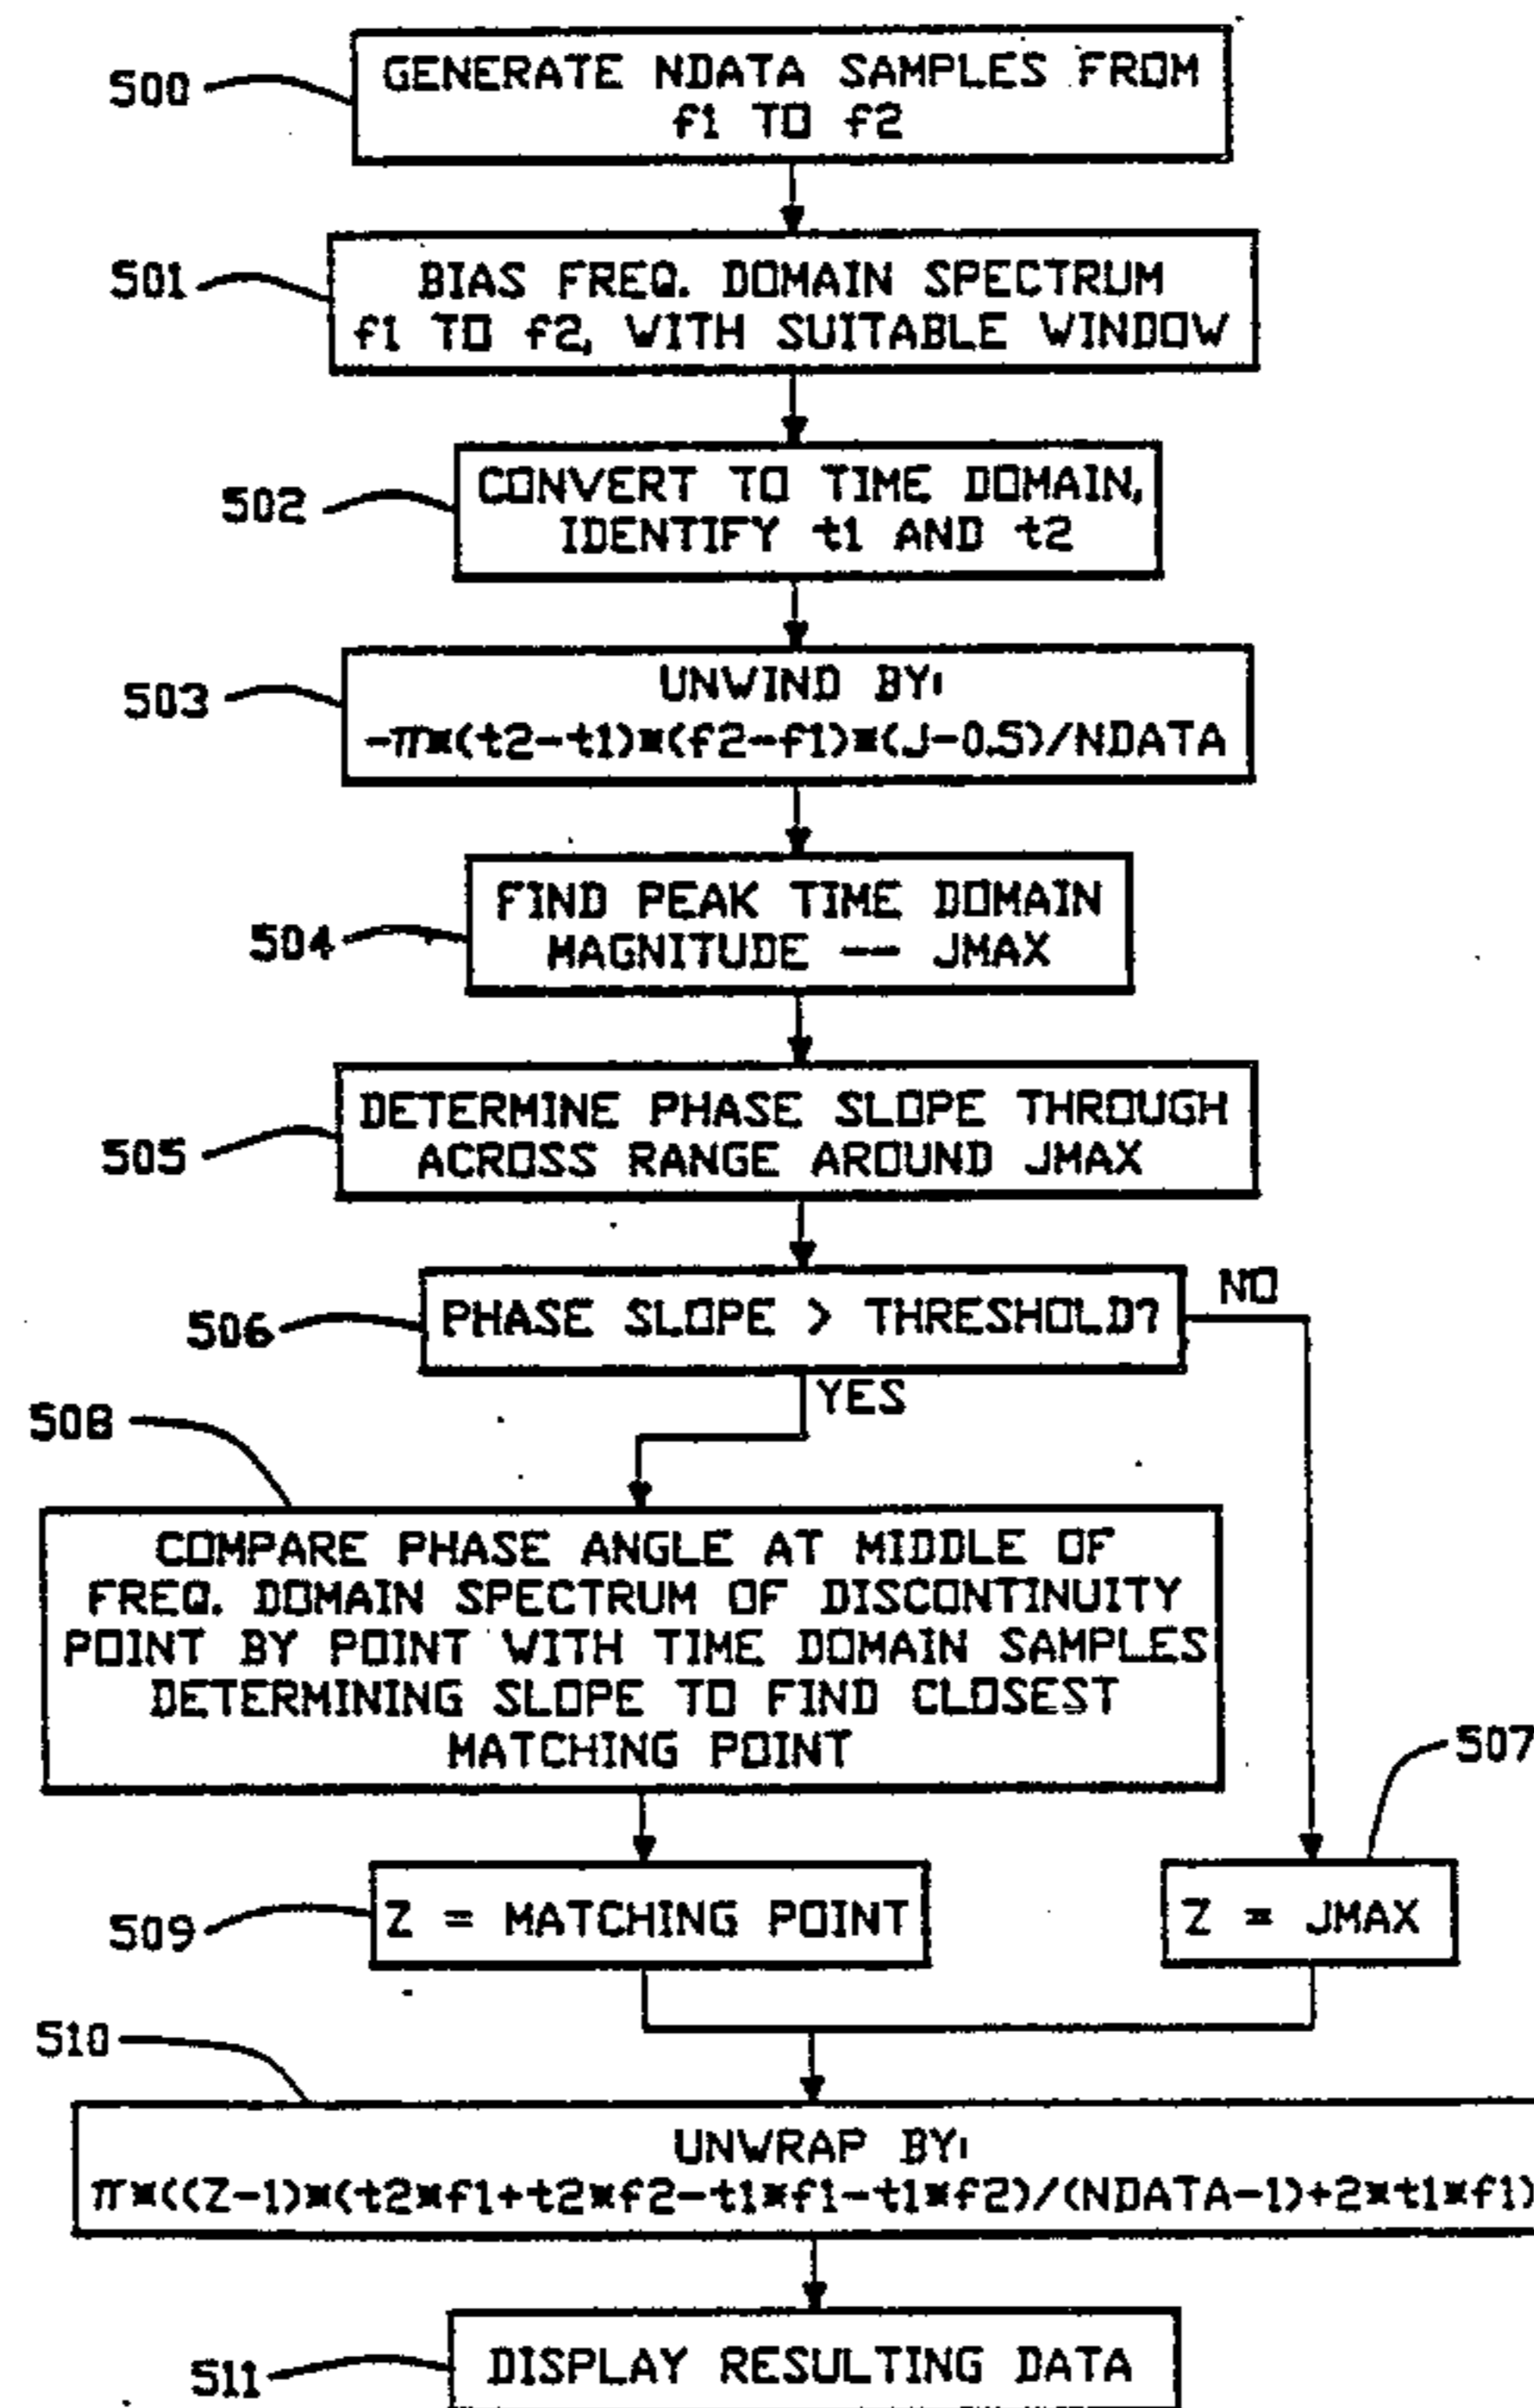 500
GENERATE NDATA SAMPLES FROM
f1 TO f2
501
BIAS FREQ. DOMAIN SPECTRUM
f1 TO f2, WITH SUITABLE WINDOW
502
CONVERT TO TIME DOMAIN,
IDENTIFY t1 AND t2
503
UNWIND BY:
-π*(t2-t1)*(f2-f1)*(J-0.5)/NDATA
504
FIND PEAK TIME DOMAIN
MAGNITUDE -- JMAX
505
DETERMINE PHASE SLOPE THROUGH
ACROSS RANGE AROUND JMAX
506
PHASE SLOPE > THRESHOLD?
NO
YES
508
COMPARE PHASE ANGLE AT MIDDLE OF
FREQ. DOMAIN SPECTRUM OF DISCONTINUITY
POINT BY POINT WITH TIME DOMAIN SAMPLES
DETERMINING SLOPE TO FIND CLOSEST
MATCHING POINT
507
509
Z = MATCHING POINT
Z = JMAX
510
UNWRAP BY:
π*((Z-1)*(t2*f1+t2*f2-t1*f1-t1*f2)/(NDATA-1)+2*t1*f1)
511
DISPLAY RESULTING DATA